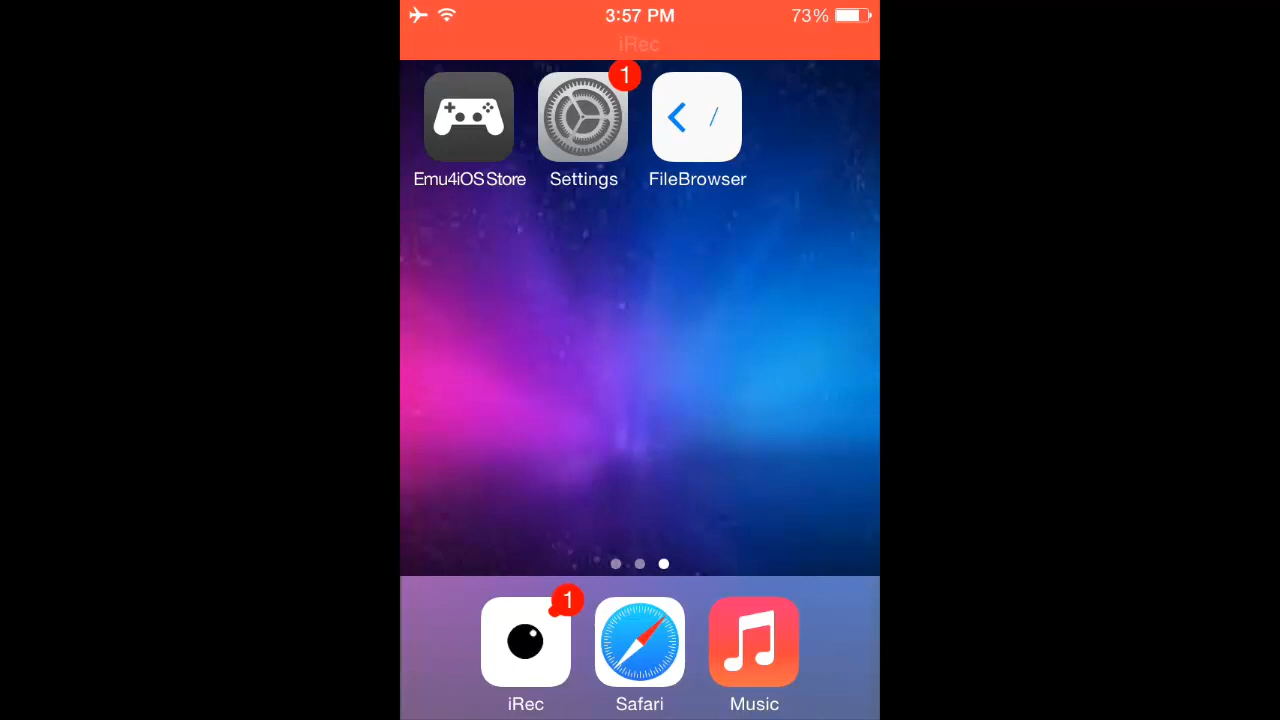 3:57 PM 73%
iRec
1
Emu4iOS Store Settings FileBrowser
1
iRec Safari Music